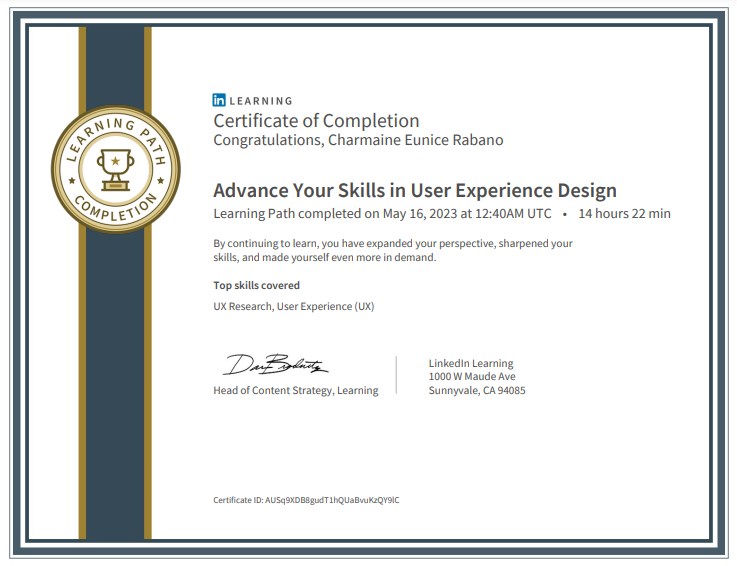 LEARNING PATH
COMPLETION
in LEARNING
Certificate of Completion
Congratulations, Charmaine Eunice Rabano
Advance Your Skills in User Experience Design
Learning Path completed on May 16, 2023 at 12:40AM UTC • 14 hours 22 min
By continuing to learn, you have expanded your perspective, sharpened your
skills, and made yourself even more in demand.
Top skills covered
UX Research, User Experience (UX)
Head of Content Strategy, Learning
LinkedIn Learning
1000 W Maude Ave
Sunnyvale, CA 94085
Certificate ID: AUSq9XDB8gudT1hQUaBvuKzQY9lC